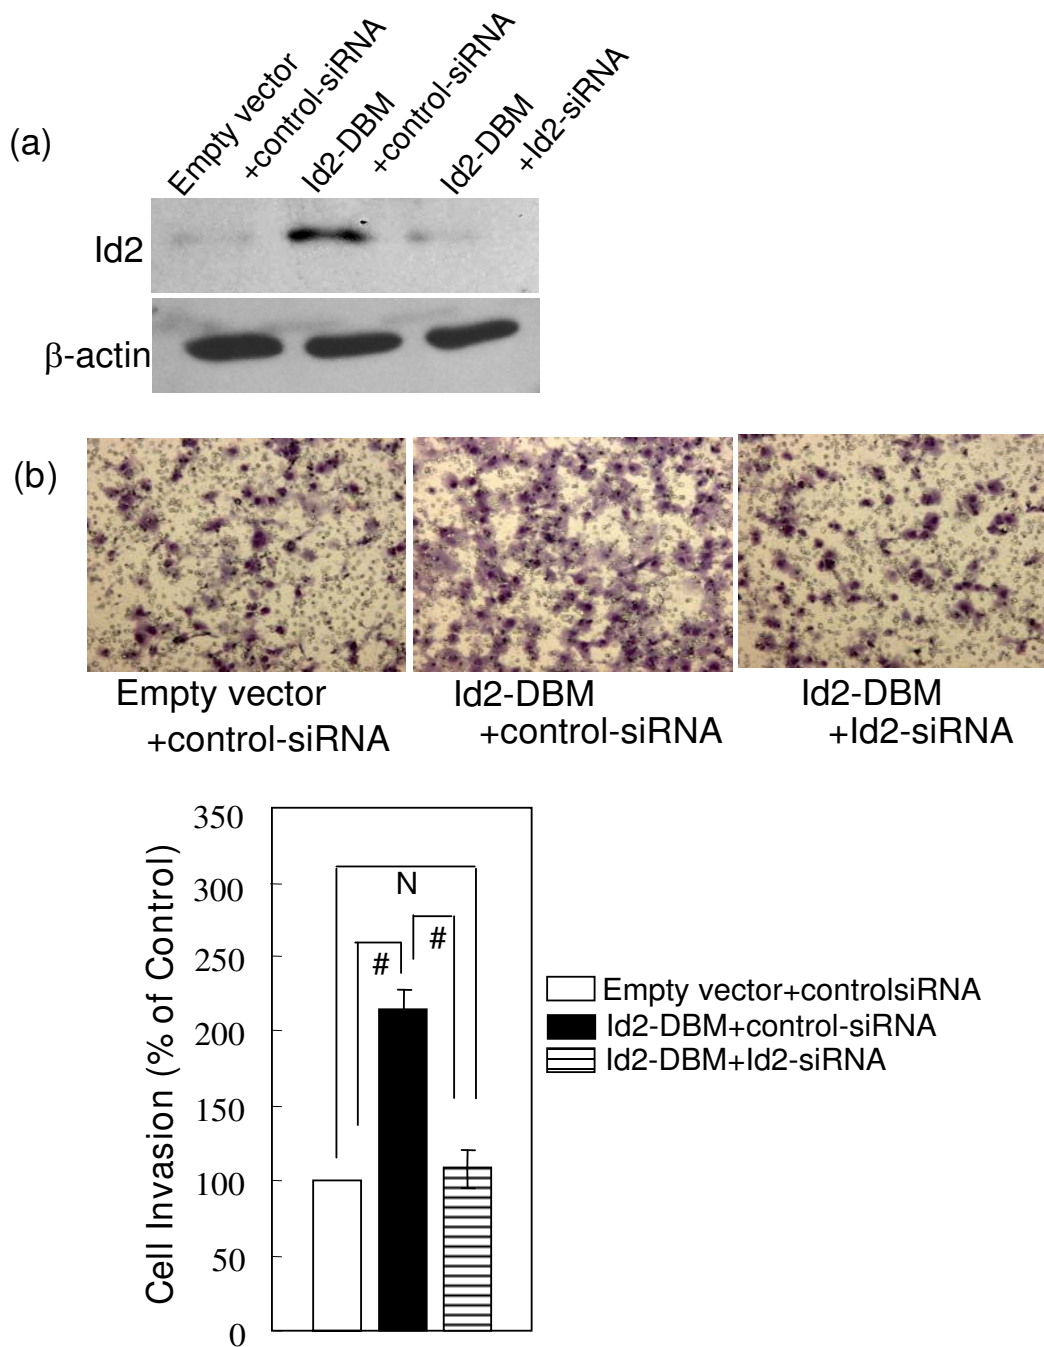 (a)
Empty vector
+control-siRNA
Id2-DBM
+control-siRNA
Id2-DBM
+Id2-siRNA
Id2
β-actin
(b)
Empty vector
+control-siRNA
Id2-DBM
+control-siRNA
Id2-DBM
+Id2-siRNA
Cell Invasion (% of Control)
350
300
250
200
150
100
50
0
N
#
#
Empty vector+controlsiRNA
Id2-DBM+control-siRNA
Id2-DBM+Id2-siRNA